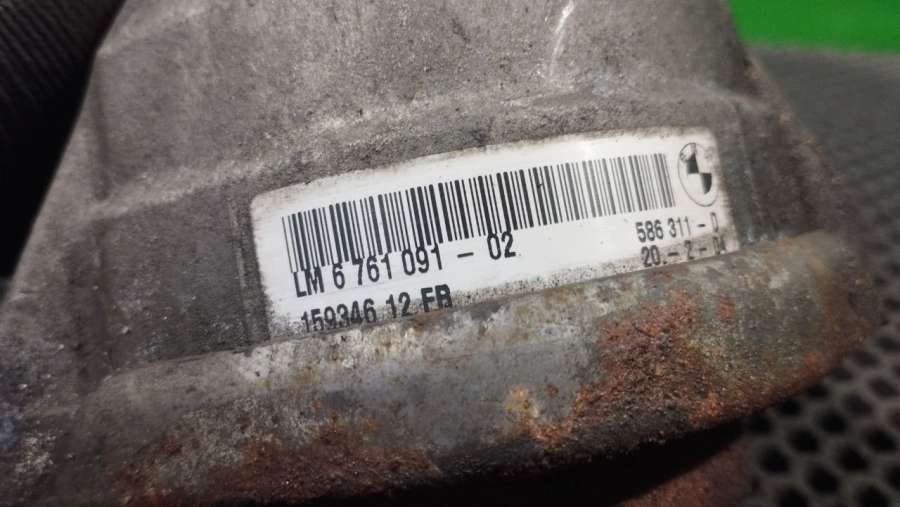 LM 6 761 091 - 02
586 311 - D
159346 12 FB
20. - 2 - 04